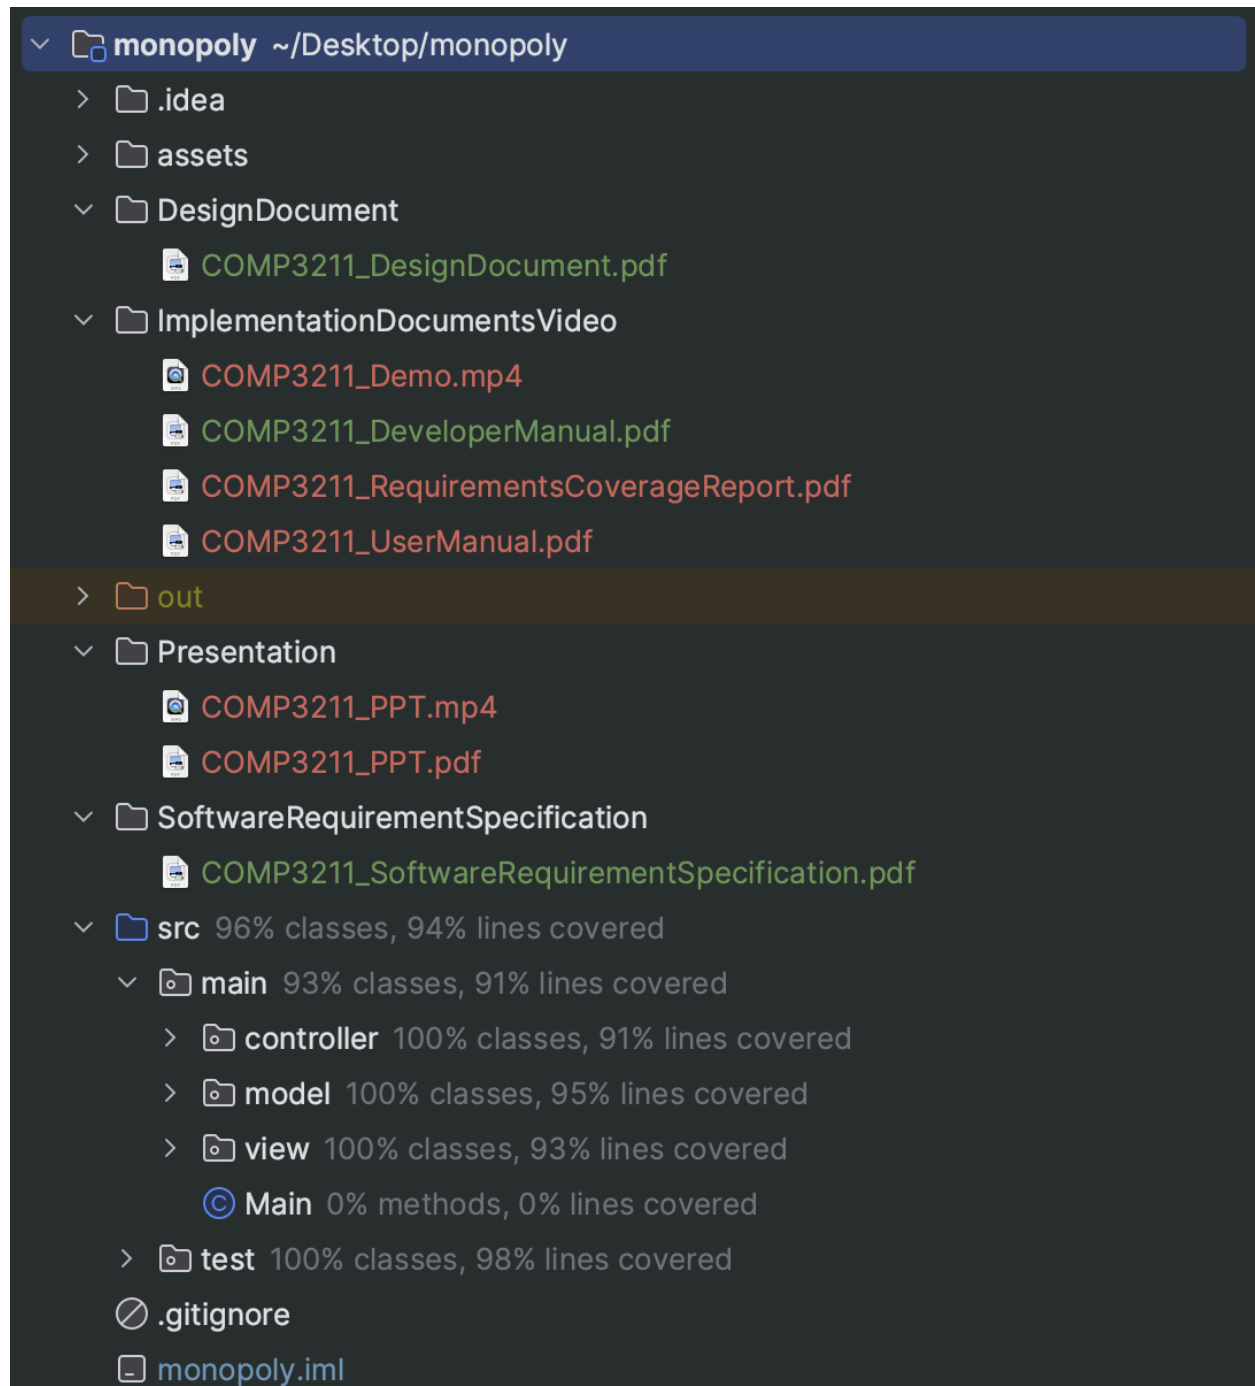 monopoly ~/Desktop/monopoly
.idea
assets
DesignDocument
COMP3211_DesignDocument.pdf
ImplementationDocumentsVideo
COMP3211_Demo.mp4
COMP3211_DeveloperManual.pdf
COMP3211_RequirementsCoverageReport.pdf
COMP3211_UserManual.pdf
out
Presentation
COMP3211_PPT.mp4
COMP3211_PPT.pdf
SoftwareRequirementSpecification
COMP3211_SoftwareRequirementSpecification.pdf
src 96% classes, 94% lines covered
main 93% classes, 91% lines covered
controller 100% classes, 91% lines covered
model 100% classes, 95% lines covered
view 100% classes, 93% lines covered
Main 0% methods, 0% lines covered
test 100% classes, 98% lines covered
.gitignore
monopoly.iml